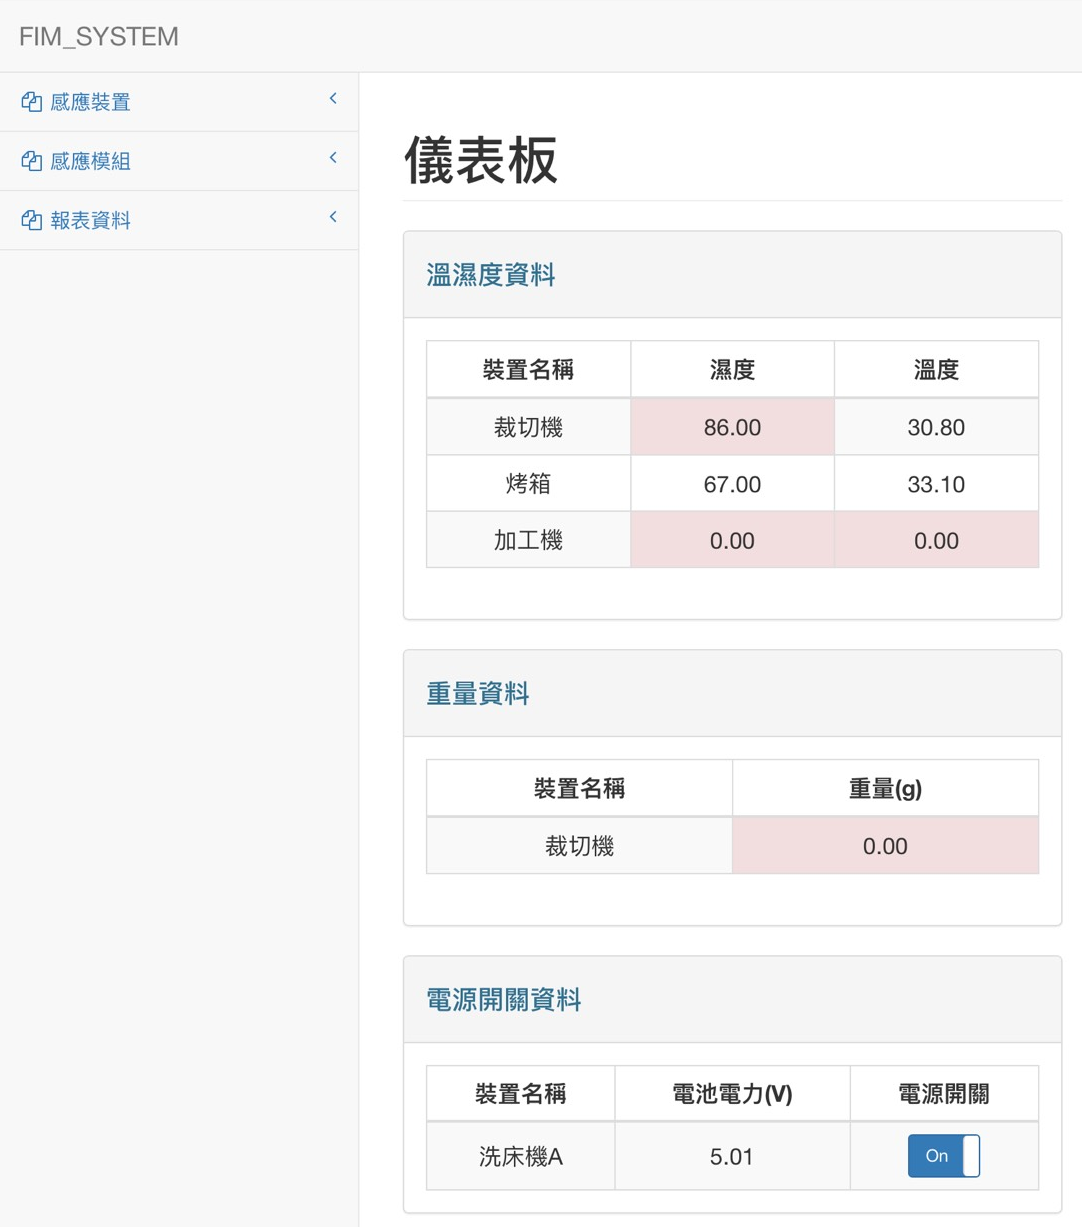 FIM_SYSTEM
感應裝置
感應模組
報表資料
儀表板
溫濕度資料
裝置名稱 濕度 溫度
裁切機 86.00 30.80
烤箱 67.00 33.10
加工機 0.00 0.00
重量資料
裝置名稱 重量(g)
裁切機 0.00
電源開關資料
裝置名稱 電池電力(V) 電源開關
洗床機A 5.01 On